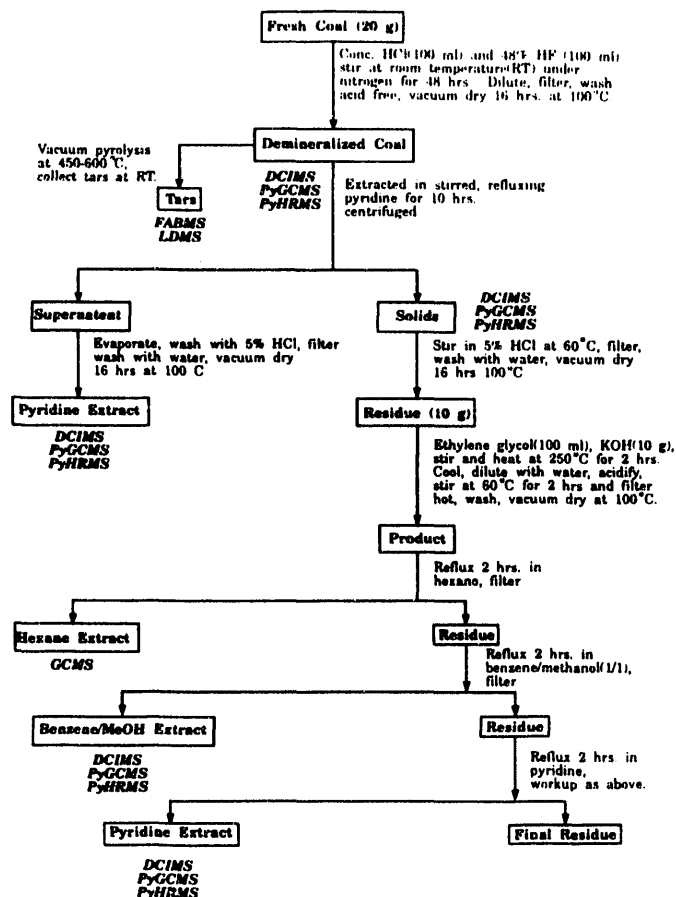 Fresh Coal (20 g)
Conc. HCl(100 ml) and 48% HF (100 ml)
stir at room temperature(RT) under
nitrogen for 48 hrs. Dilute, filter, wash
acid free, vacuum dry 16 hrs. at 100°C
Demineralized Coal
Vacuum pyrolysis
at 450-600 °C,
collect tars at RT.
Tars
FABMS
LDMS
DCIMS
PyGCMS
PyHRMS
Extracted in stirred, refluxing
pyridine for 10 hrs.
centrifuged
Supernatent
Evaporate, wash with 5% HCl, filter
wash with water, vacuum dry
16 hrs at 100 C
Pyridine Extract
DCIMS
PyGCMS
PyHRMS
Solids
DCIMS
PyGCMS
PyHRMS
Stir in 5% HCl at 60°C, filter,
wash with water, vacuum dry
16 hrs 100°C
Residue (10 g)
Ethylene glycol(100 ml), KOH(10 g),
stir and heat at 250°C for 2 hrs.
Cool, dilute with water, acidify,
stir at 60°C for 2 hrs and filter
hot, wash, vacuum dry at 100°C.
Product
Reflux 2 hrs. in
hexano, filter
Hexane Extract
GCMS
Residue
Reflux 2 hrs. in
benzene/methanol(1/1),
filter
Benzene/MeOH Extract
DCIMS
PyGCMS
PyHRMS
Residue
Reflux 2 hrs. in
pyridine,
workup as above.
Pyridine Extract
DCIMS
PyGCMS
PyHRMS
Final Residue